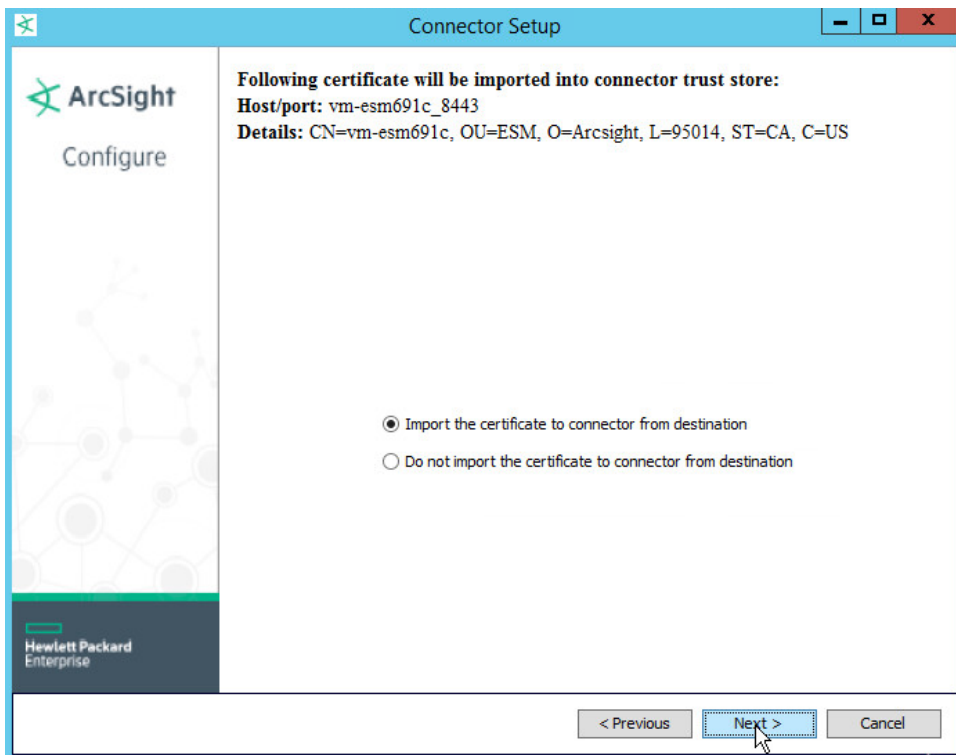 Connector Setup
ArcSight
Configure
Following certificate will be imported into connector trust store:
Host/port: vm-esm691c_8443
Details: CN=vm-esm691c, OU=ESM, O=Arcsight, L=95014, ST=CA, C=US
Import the certificate to connector from destination
Do not import the certificate to connector from destination
Hewlett Packard
Enterprise
< Previous
Next >
Cancel